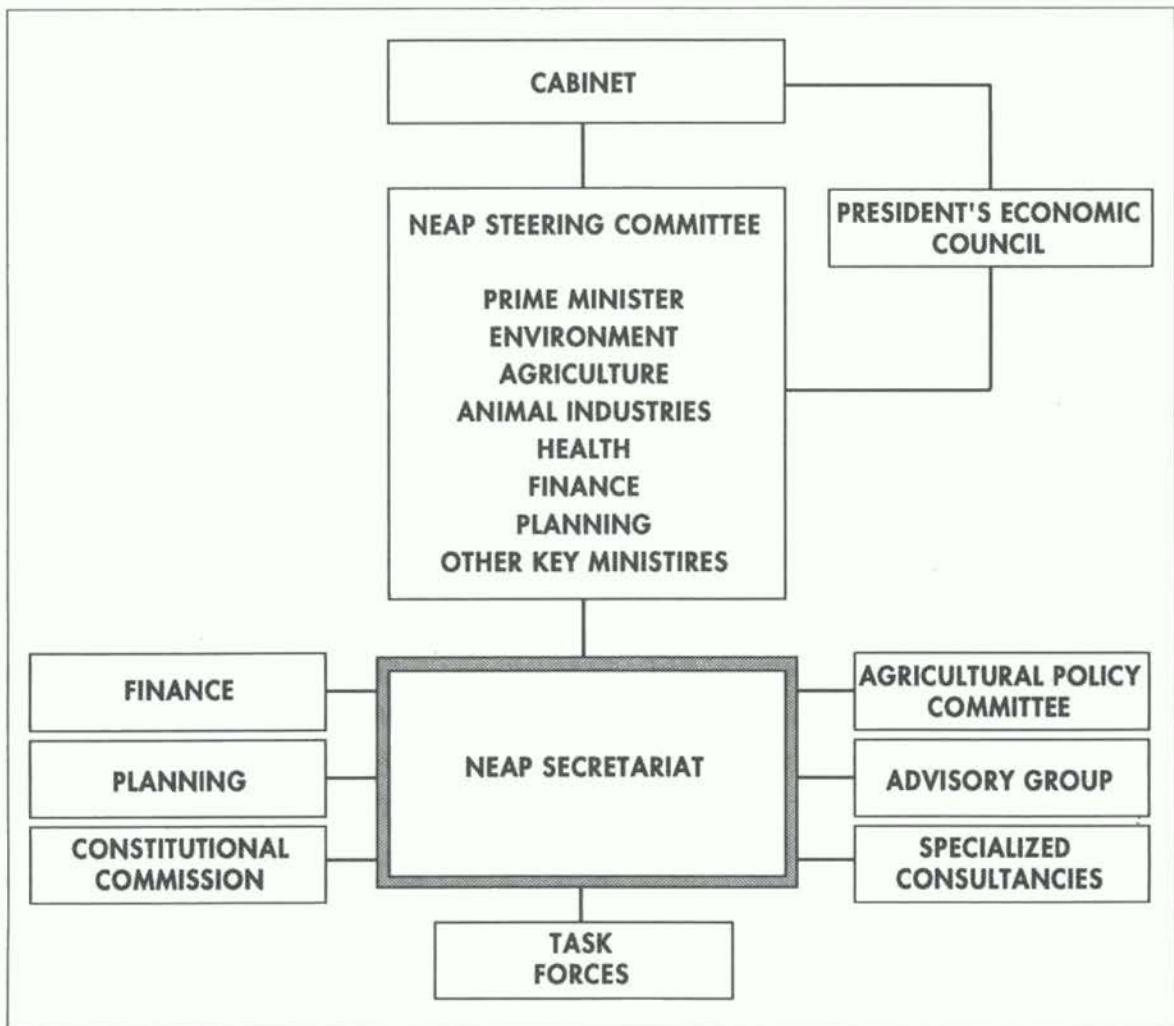 CABINET
NEAP STEERING COMMITTEE
PRIME MINISTER
ENVIRONMENT
AGRICULTURE
ANIMAL INDUSTRIES
HEALTH
FINANCE
PLANNING
OTHER KEY MINISTIRES
PRESIDENT'S ECONOMIC
COUNCIL
FINANCE
PLANNING
CONSTITUTIONAL
COMMISSION
NEAP SECRETARIAT
AGRICULTURAL POLICY
COMMITTEE
ADVISORY GROUP
SPECIALIZED
CONSULTANCIES
TASK
FORCES